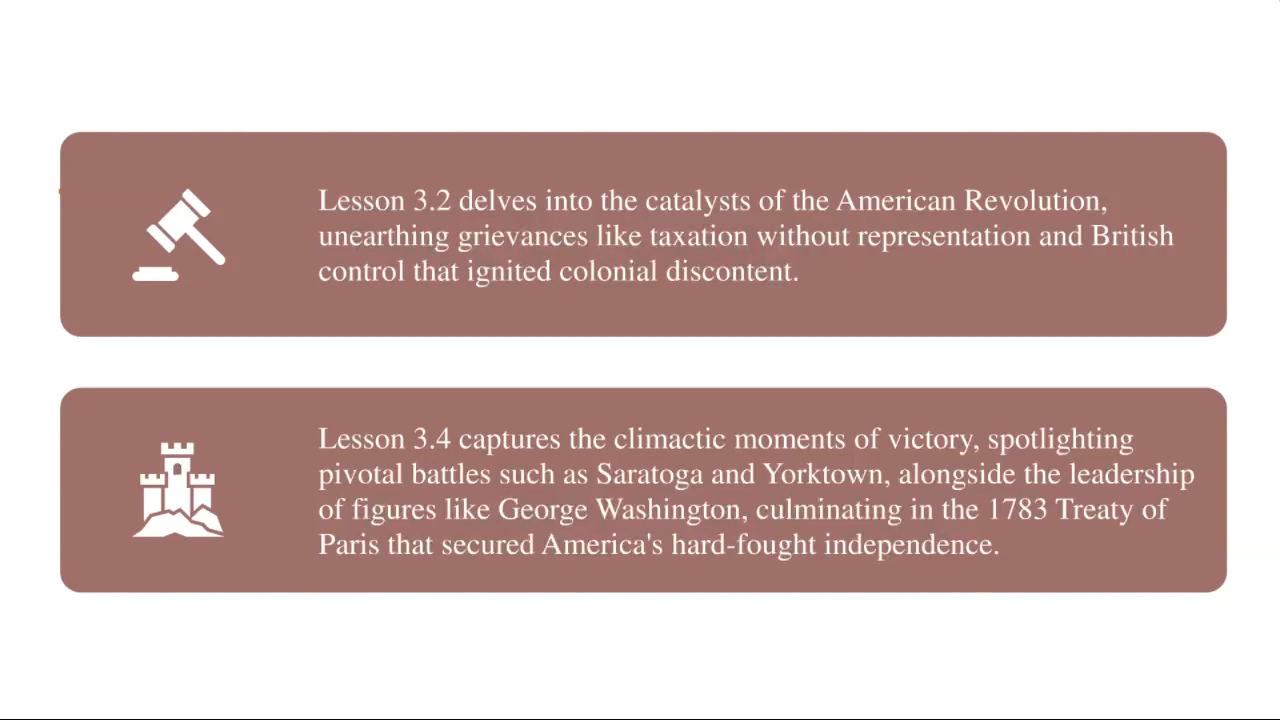 Lesson 3.2 delves into the catalysts of the American Revolution,
unearthing grievances like taxation without representation and British
control that ignited colonial discontent.
Lesson 3.4 captures the climactic moments of victory, spotlighting
pivotal battles such as Saratoga and Yorktown, alongside the leadership
of figures like George Washington, culminating in the 1783 Treaty of
Paris that secured America's hard-fought independence.